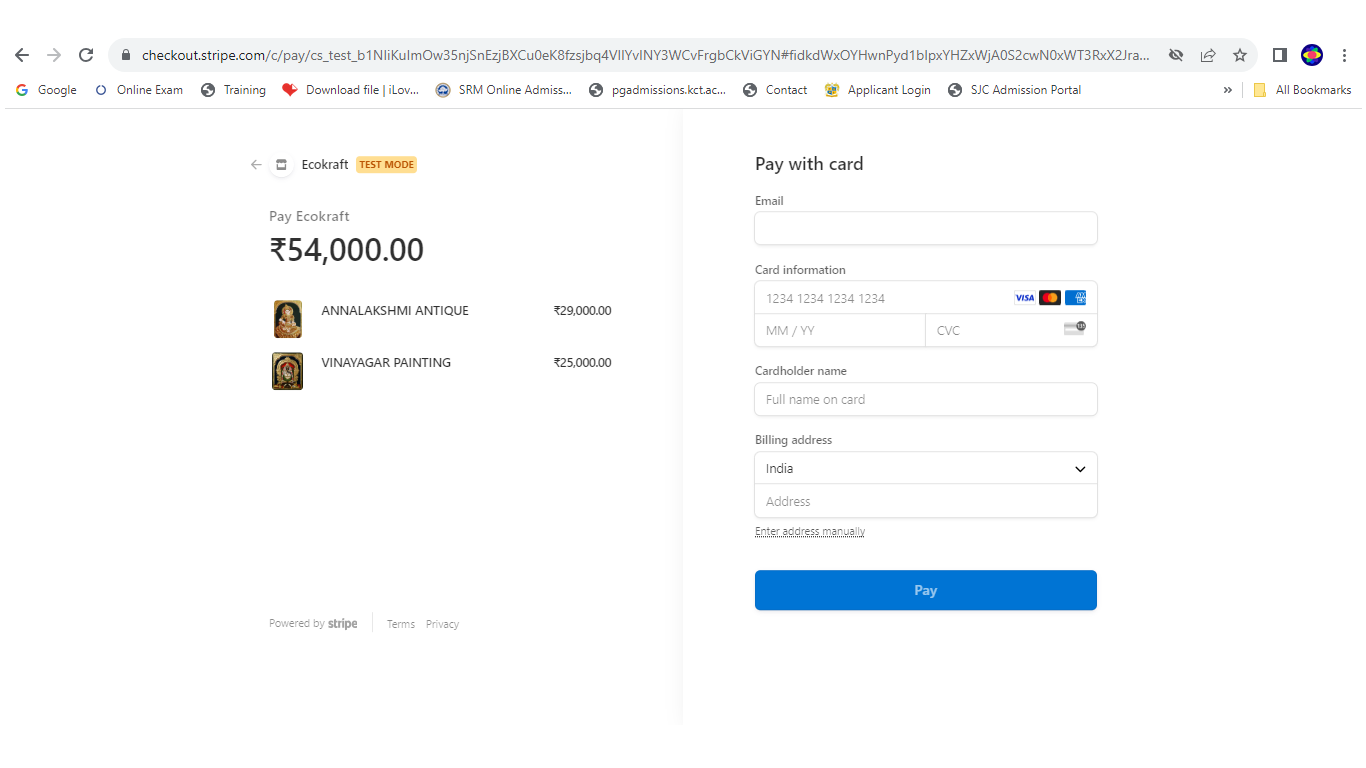 checkout.stripe.com/c/pay/cs_test_b1NIiKuImOw35njSnEzjBXCu0eK8fzsjbq4VIIYvINY3WCvFrgbCkViGYN#fidkdWxOYHwnPyd1blpxYHZxWjA0S2cwN0xWT3RxX2Jra...
Google Online Exam Training Download file | iLov... SRM Online Admiss... pgadmissions.kct.ac... Contact Applicant Login SJC Admission Portal » All Bookmarks
Ecokraft TEST MODE
Pay Ecokraft
₹54,000.00
ANNALAKSHMI ANTIQUE ₹29,000.00
VINAYAGAR PAINTING ₹25,000.00
Powered by stripe Terms Privacy
Pay with card
Email
Card information
1234 1234 1234 1234 VISA
MM / YY CVC 135
Cardholder name
Full name on card
Billing address
India
Address
Enter address manually
Pay